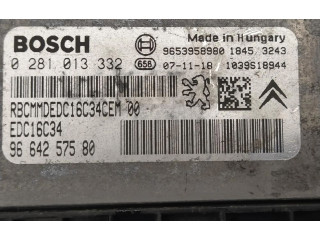 BOSCH
Made in Hungary
9653958980 1845 3243
0 281 013 332
656
07-11-18 1039S18944
RBCMMDEDC16C34CEM 00
EDC16C34
96 642 575 80